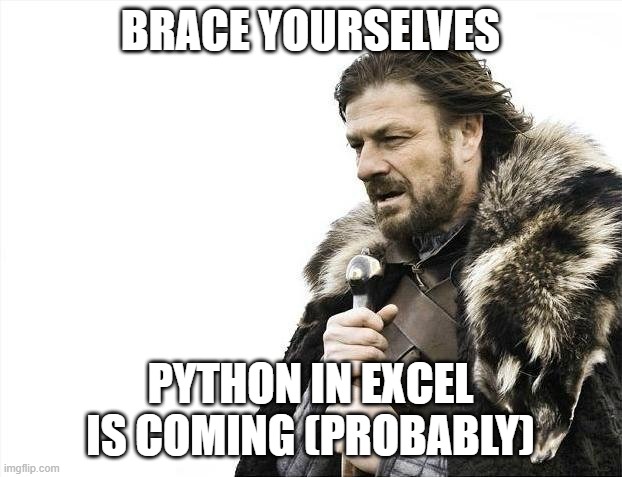 BRACE YOURSELVES
PYTHON IN EXCEL
IS COMING (PROBABLY)
imgflip.com